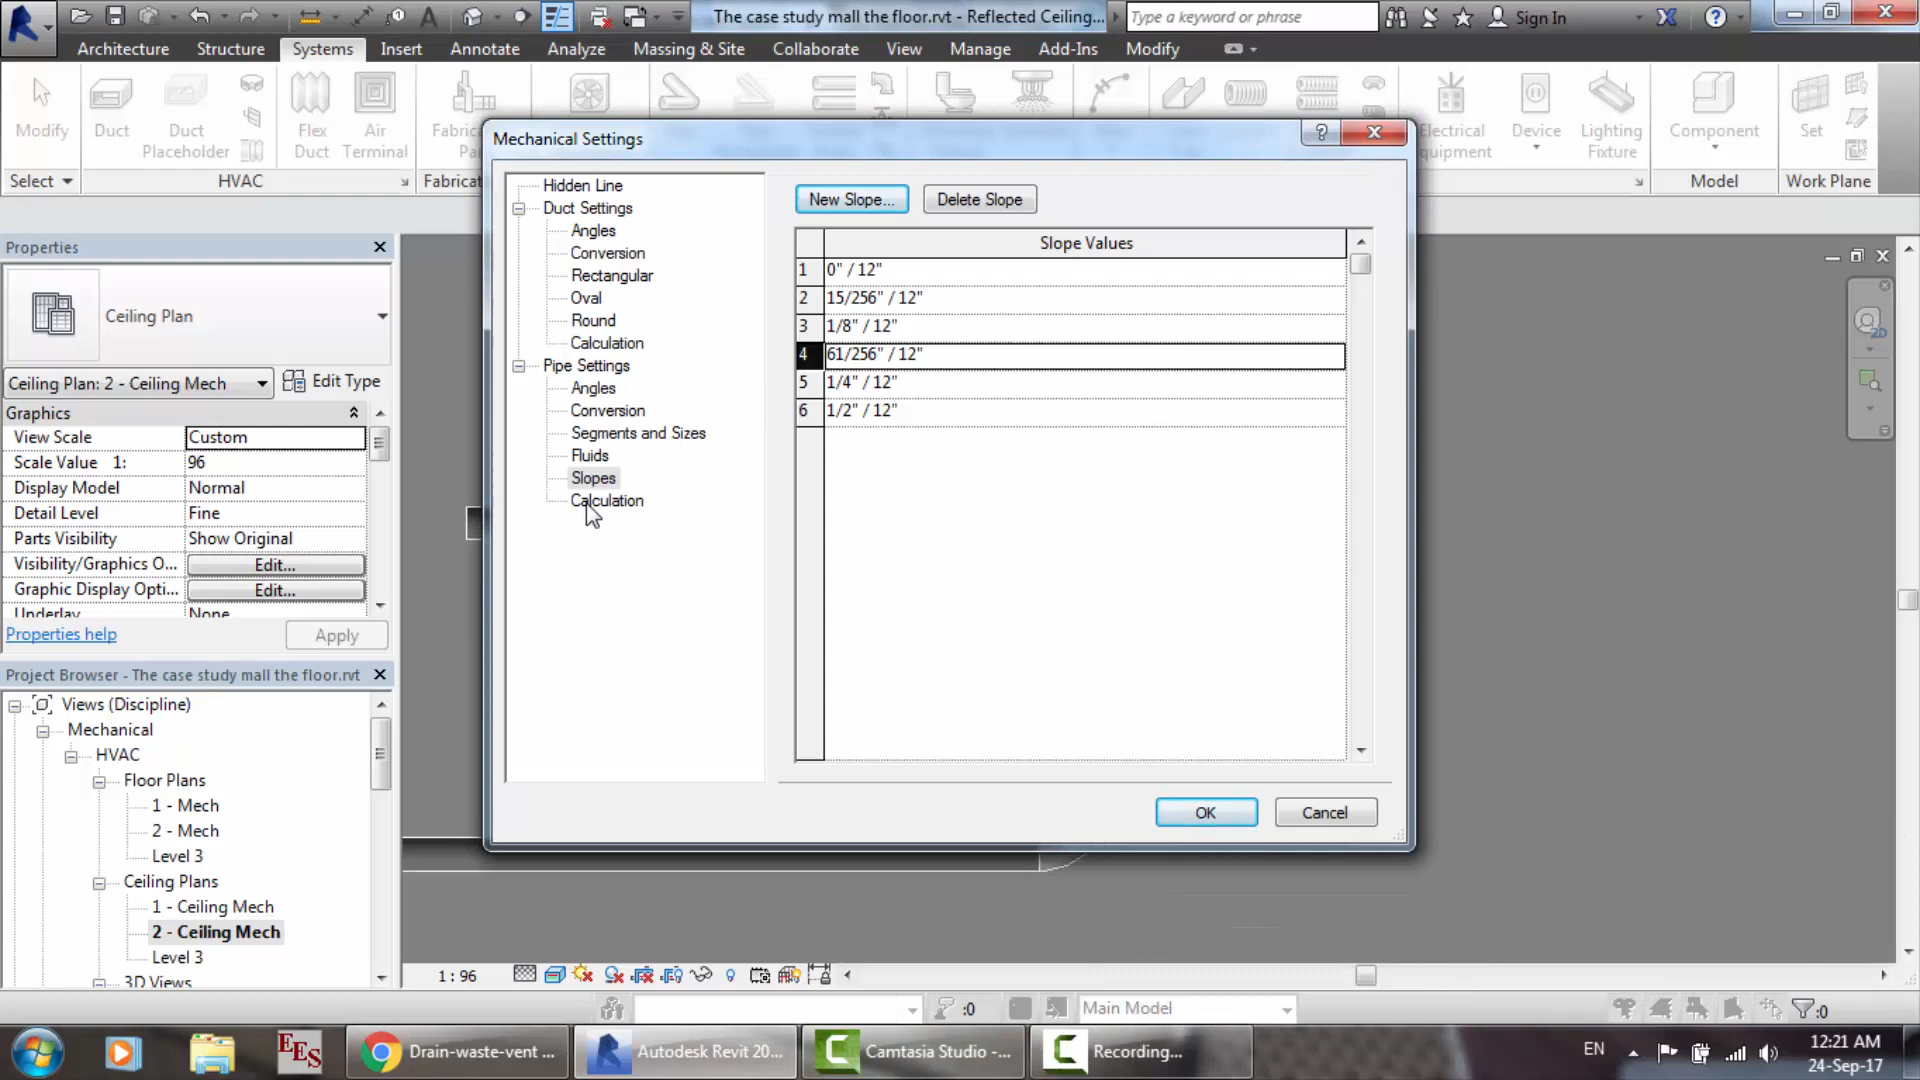 The case study mall the floor.rvt - Reflected Ceiling...
Type a keyword or phrase
Sign In
Architecture Structure Systems Insert Annotate Analyze Massing & Site Collaborate View Manage Add-Ins Modify
Modify
Duct
Duct
Placeholder
Flex
Duct
Air
Terminal
Electrical
Equipment
Device
Lighting
Fixture
Component
Set
Select
HVAC
Model
Work Plane
Properties
Ceiling Plan
Ceiling Plan: 2 - Ceiling Mech
Edit Type
Graphics
View Scale Custom
Scale Value 1: 96
Display Model Normal
Detail Level Fine
Parts Visibility Show Original
Visibility/Graphics O... Edit...
Graphic Display Opti... Edit...
Underlay None
Properties help
Apply
Project Browser - The case study mall the floor.rvt
Views (Discipline)
Mechanical
HVAC
Floor Plans
1 - Mech
2 - Mech
Level 3
Ceiling Plans
1 - Ceiling Mech
2 - Ceiling Mech
Level 3
3D Views
Mechanical Settings
Hidden Line
Duct Settings
Angles
Conversion
Rectangular
Oval
Round
Calculation
Pipe Settings
Angles
Conversion
Segments and Sizes
Fluids
Slopes
Calculation
New Slope...
Delete Slope
Slope Values
1 0" / 12"
2 15/256" / 12"
3 1/8" / 12"
4 61/256" / 12"
5 1/4" / 12"
6 1/2" / 12"
OK
Cancel
1 : 96
:0
Main Model
:0
EES
Drain-waste-vent ...
Autodesk Revit 20...
Camtasia Studio -...
Recording...
EN
12:21 AM
24-Sep-17